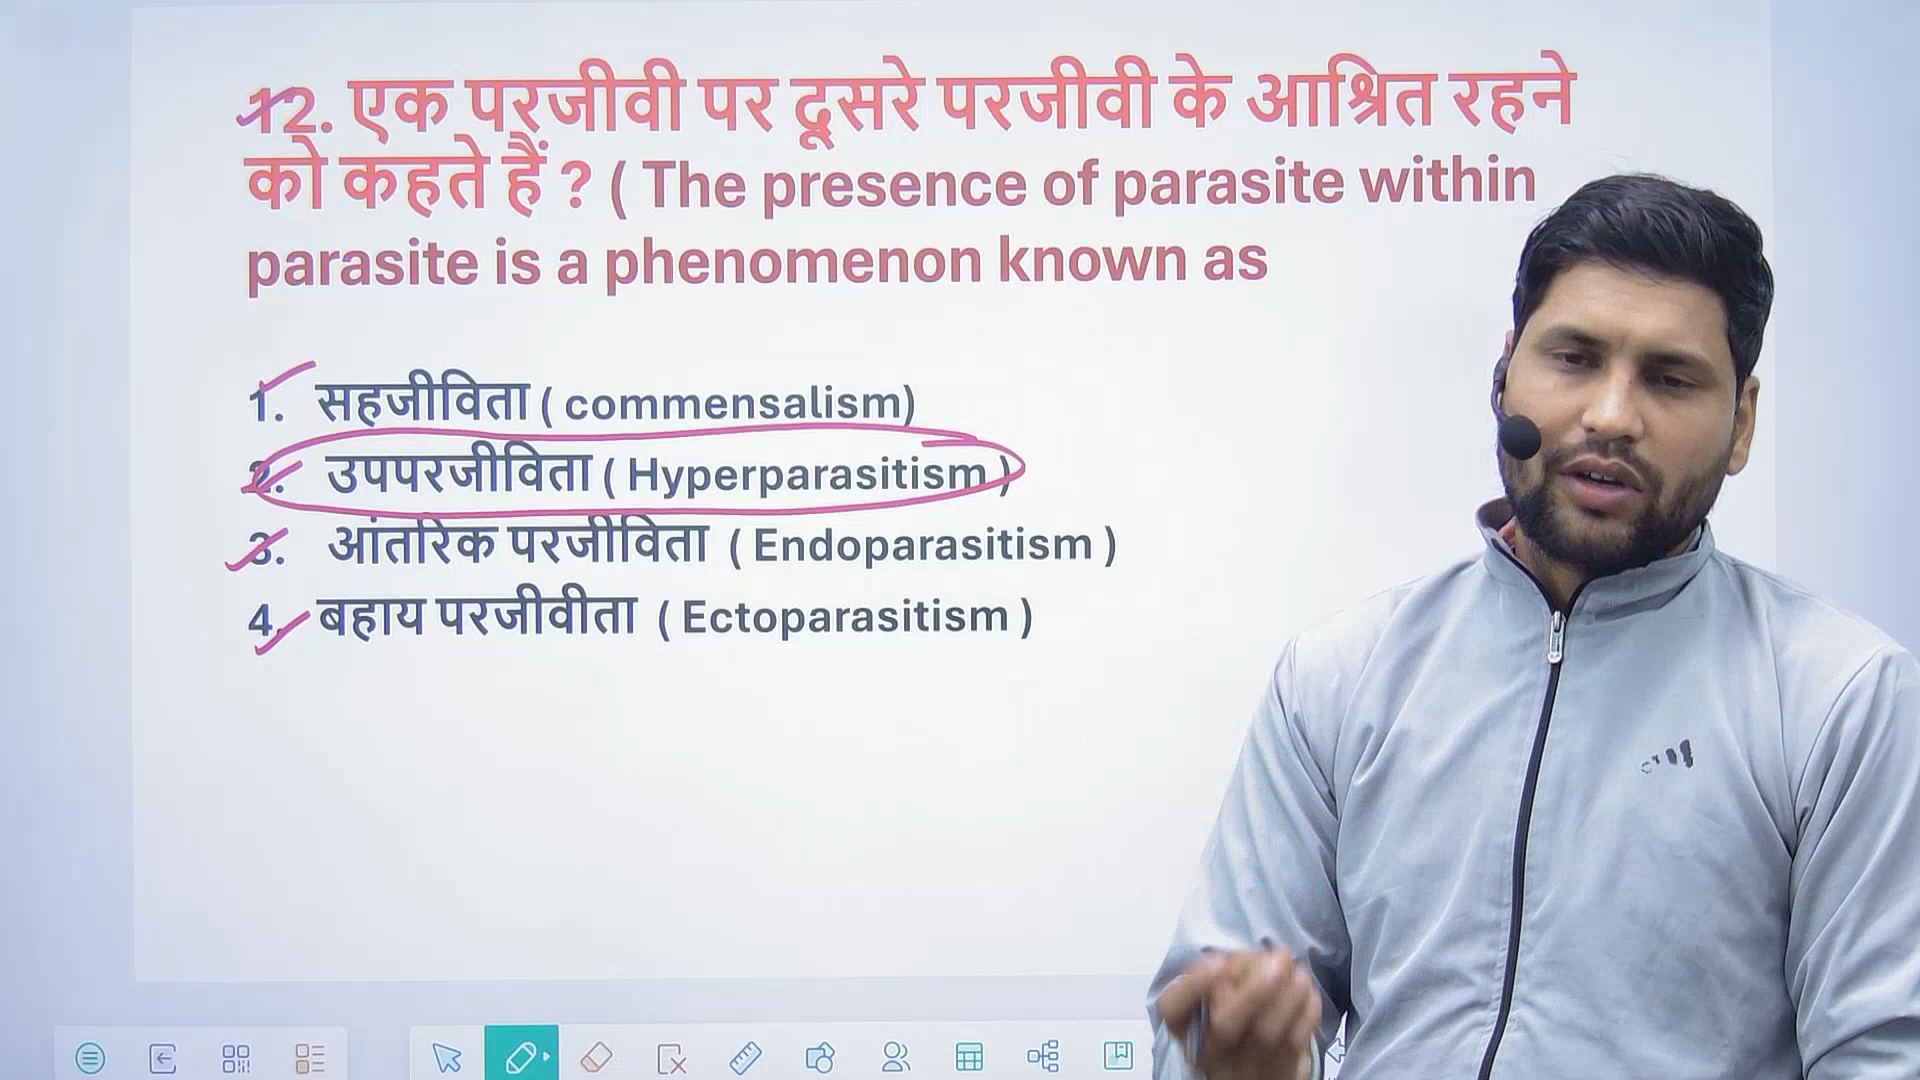 12. एक परजीवी पर दूसरे परजीवी के आश्रित रहने
को कहते हैं ? ( The presence of parasite within
parasite is a phenomenon known as
1. सहजीविता ( commensalism)
2. उपपरजीविता ( Hyperparasitism )
3. आंतरिक परजीविता ( Endoparasitism )
4. बहाय परजीवीता ( Ectoparasitism )